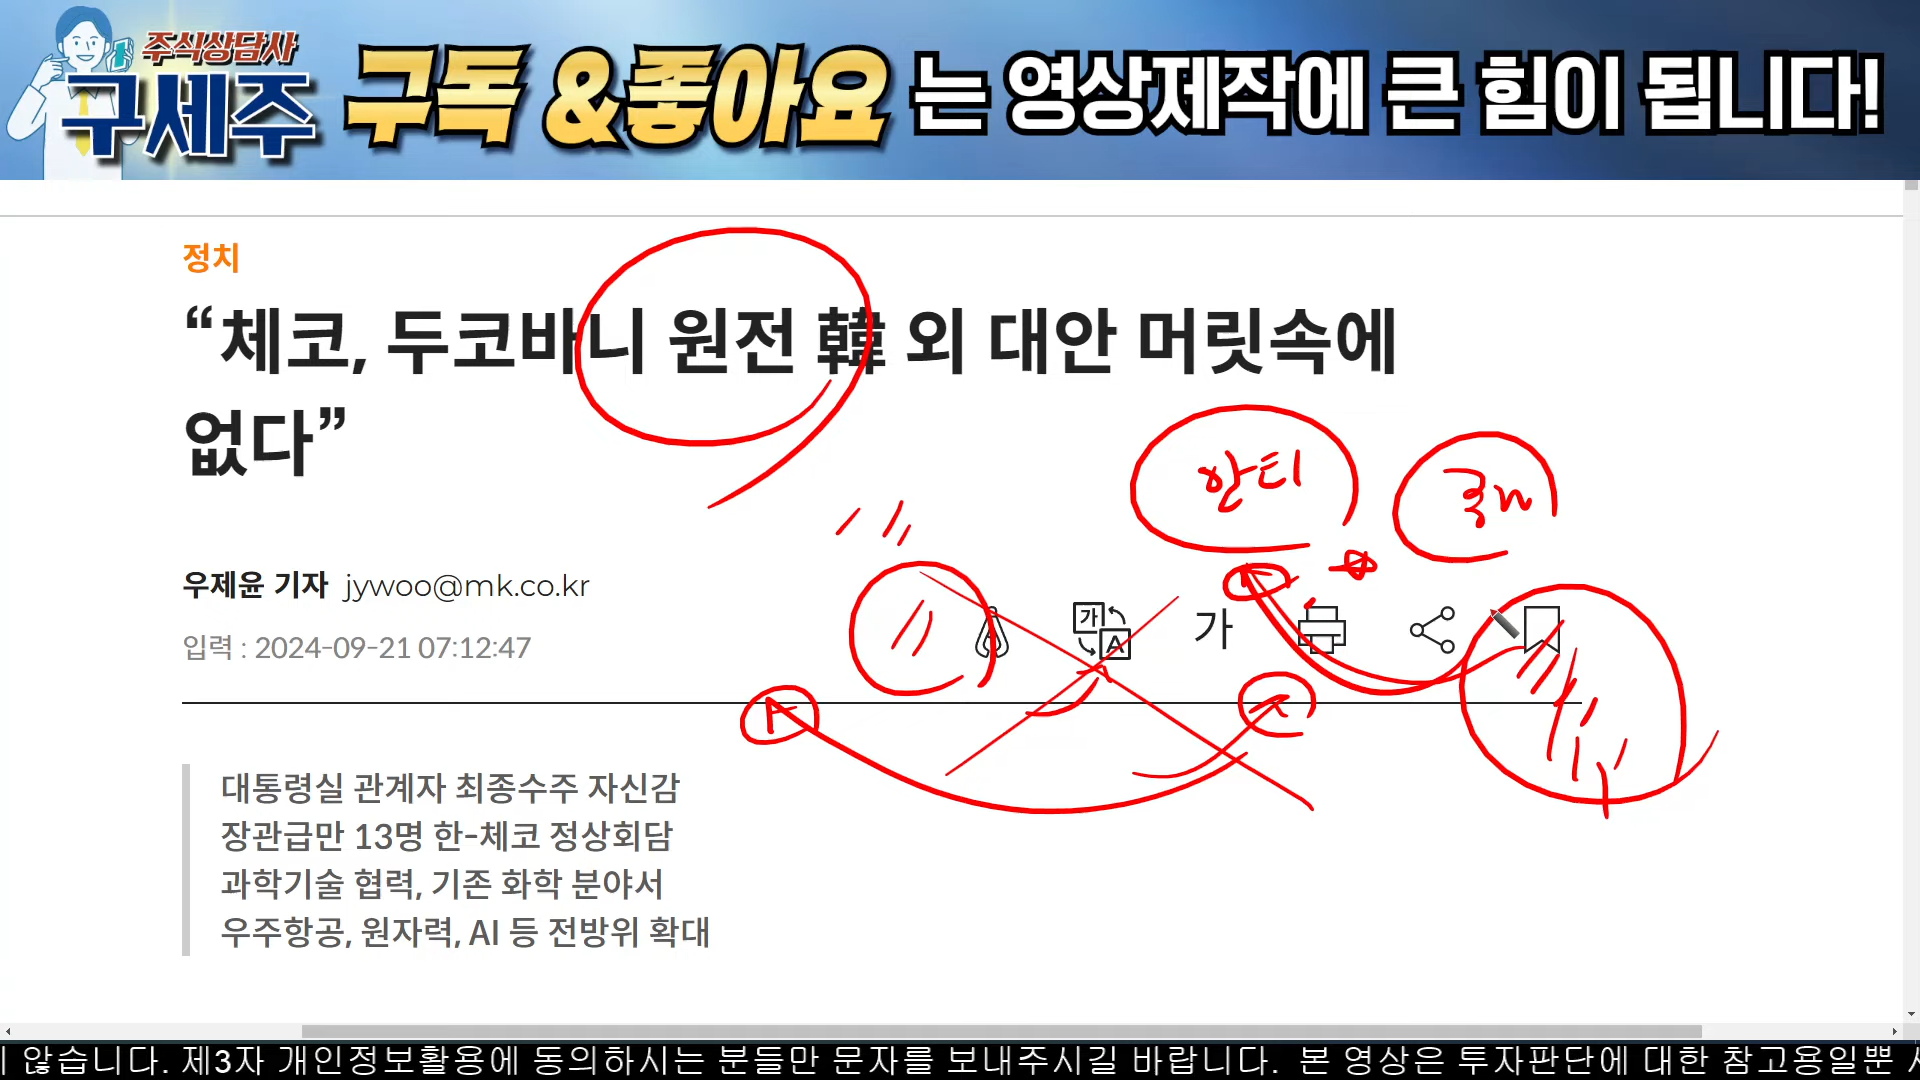 주식상담사
구세주
구독 &좋아요 는 영상제작에 큰 힘이 됩니다!
정치
“체코, 두코바니 원전 韓 외 대안 머릿속에
없다”
안티
우제윤 기자 jywoo@mk.co.kr
입력 : 2024-09-21 07:12:47
가
A
가
대통령실 관계자 최종수주 자신감
장관급만 13명 한-체코 정상회담
과학기술 협력, 기존 화학 분야서
우주항공, 원자력, AI 등 전방위 확대
않습니다. 제3자 개인정보활용에 동의하시는 분들만 문자를 보내주시길 바랍니다. 본 영상은 투자판단에 대한 참고용일뿐